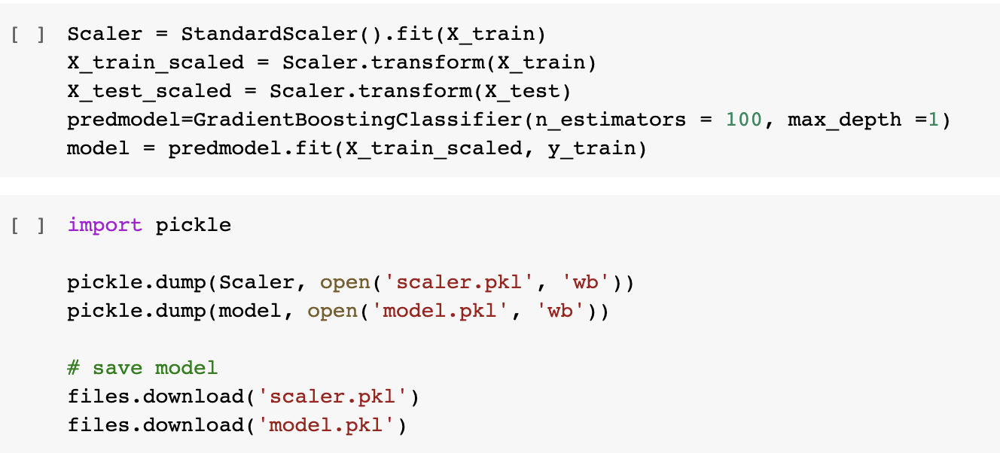 [ ] Scaler = StandardScaler().fit(X_train)
X_train_scaled = Scaler.transform(X_train)
X_test_scaled = Scaler.transform(X_test)
predmodel=GradientBoostingClassifier(n_estimators = 100, max_depth =1)
model = predmodel.fit(X_train_scaled, y_train)
[ ] import pickle
pickle.dump(Scaler, open('scaler.pkl', 'wb'))
pickle.dump(model, open('model.pkl', 'wb'))
# save model
files.download('scaler.pkl')
files.download('model.pkl')